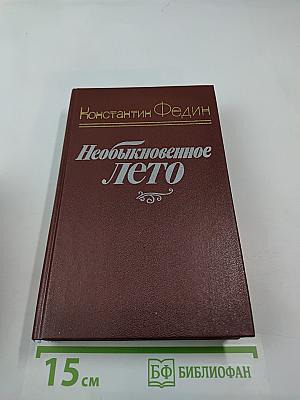 Константин Федин
Необыкновенное
лето
15 см
БФ БИБЛИОФАН